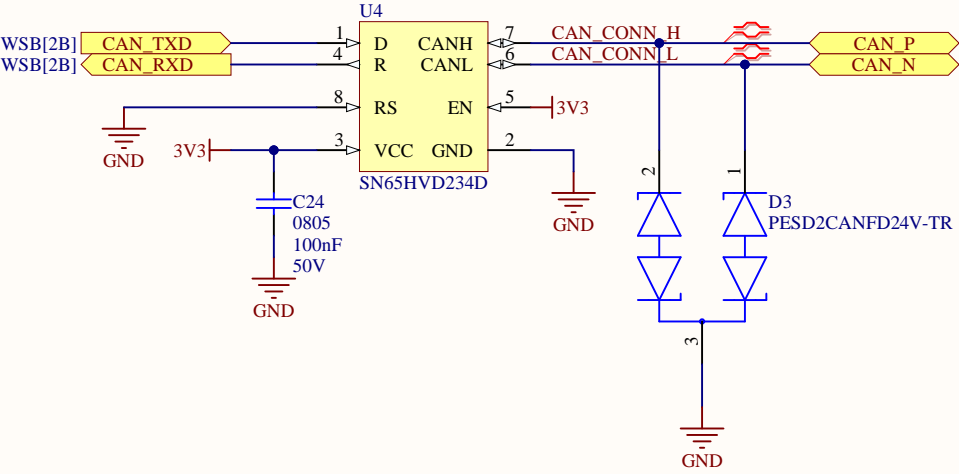 U4
WSB[2B] CAN_TXD 1 D CANH 7 CAN_CONN_H CAN_P
WSB[2B] CAN_RXD 4 R CANL 6 CAN_CONN_L CAN_N
8 RS EN 5 3V3
GND
3V3 3 VCC GND 2
SN65HVD234D
GND
C24
0805
100nF
50V
GND
2 1
D3
PESD2CANFD24V-TR
3
GND